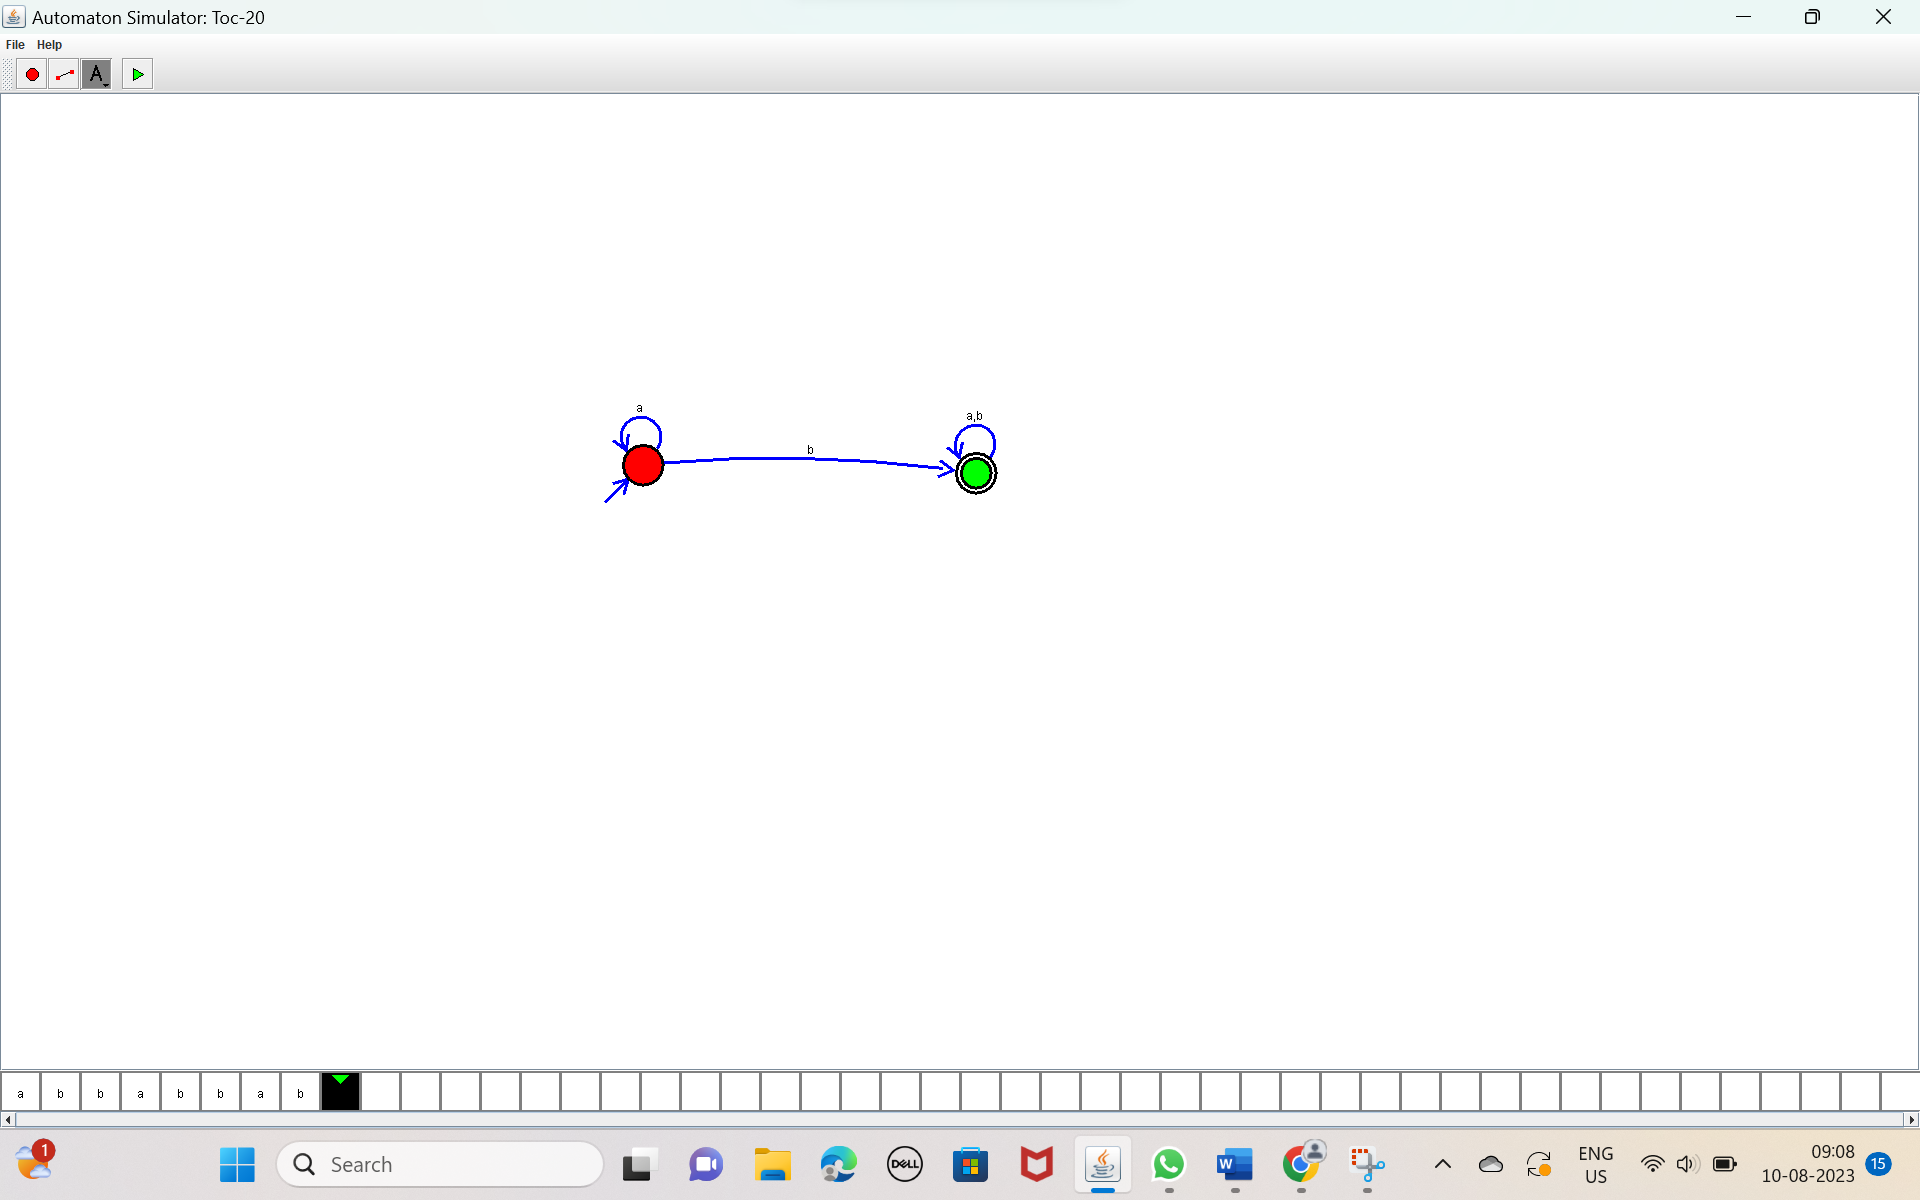 Automaton Simulator: Toc-20
File Help
A
a
a,b
b
a b b a b b a b
1
Search
DELL
W
ENG
US
09:08
10-08-2023
15